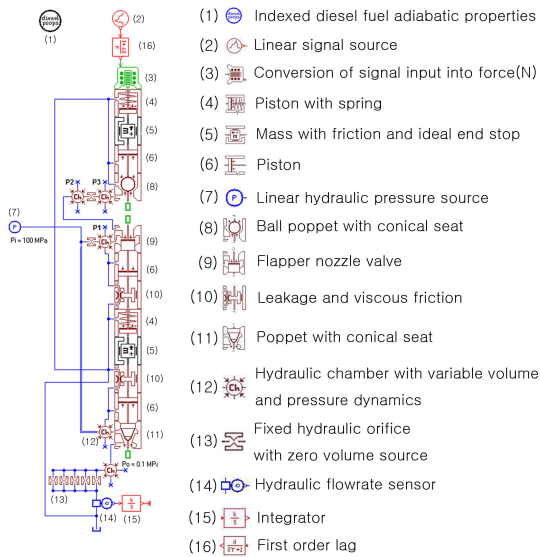 diesel
props
(1)
(2)
(16)
(3)
(4)
(5)
(6)
P2
P3
(8)
(7)
Pi = 100 MPa
P1
(9)
(6)
(10)
(4)
(5)
(10)
(6)
(12)
(11)
Po = 0.1 MPa
(13)
(14)
(15)
(1) Indexed diesel fuel adiabatic properties
(2) Linear signal source
(3) Conversion of signal input into force(N)
(4) Piston with spring
(5) Mass with friction and ideal end stop
(6) Piston
(7) P Linear hydraulic pressure source
(8) Ball poppet with conical seat
(9) Flapper nozzle valve
(10) Leakage and viscous friction
(11) Poppet with conical seat
(12) Ch Hydraulic chamber with variable volume
and pressure dynamics
(13) Fixed hydraulic orifice
with zero volume source
(14) Hydraulic flowrate sensor
(15) Integrator
(16) First order lag